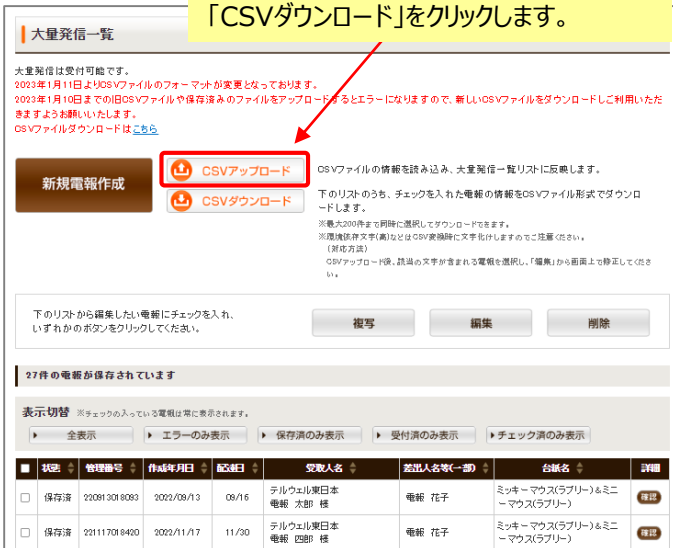 「CSVダウンロード」をクリックします。
大量発信一覧
大量発信は受付可能です。
2023年1月11日よりCSVファイルのフォーマットが変更となっております。
2023年1月10日までの旧CSVファイルや保存済みのファイルをアップロードするとエラーになりますので、新しいCSVファイルをダウンロードしご利用いただ
きますようお願いいたします。
CSVファイルダウンロードはこちら
新規電報作成
CSVアップロード
CSVファイルの情報を読み込み、大量発信一覧リストに反映します。
CSVダウンロード
下のリストのうち、チェックを入れた電報の情報をCSVファイル形式でダウンロ
ードします。
※最大200件まで同時に選択してダウンロードできます。
※環境依存文字(髙)などはCSV変換時に文字化けしますのでご注意ください。
(対応方法)
CSVアップロード後、該当の文字が含まれる電報を選択し、「編集」から画面上で修正してくださ
い。
下のリストから編集したい電報にチェックを入れ、
いずれかのボタンをクリックしてください。
複写 編集 削除
27件の電報が保存されています
表示切替 ※チェックの入っている電報は常に表示されます。
全表示 エラーのみ表示 保存済のみ表示 受付済のみ表示 チェック済のみ表示
状態 管理番号 作成年月日 配達日 受取人名 差出人名等(一部) 台紙名 詳細
保存済 220913018093 2022/09/13 09/16 テルウェル東日本 電報 太郎 様 電報 花子 ミッキーマウス(ラブリー)&ミニーマウス(ラブリー) 確認
保存済 221117018420 2022/11/17 11/30 テルウェル東日本 電報 四郎 様 電報 花子 ミッキーマウス(ラブリー)&ミニーマウス(ラブリー) 確認